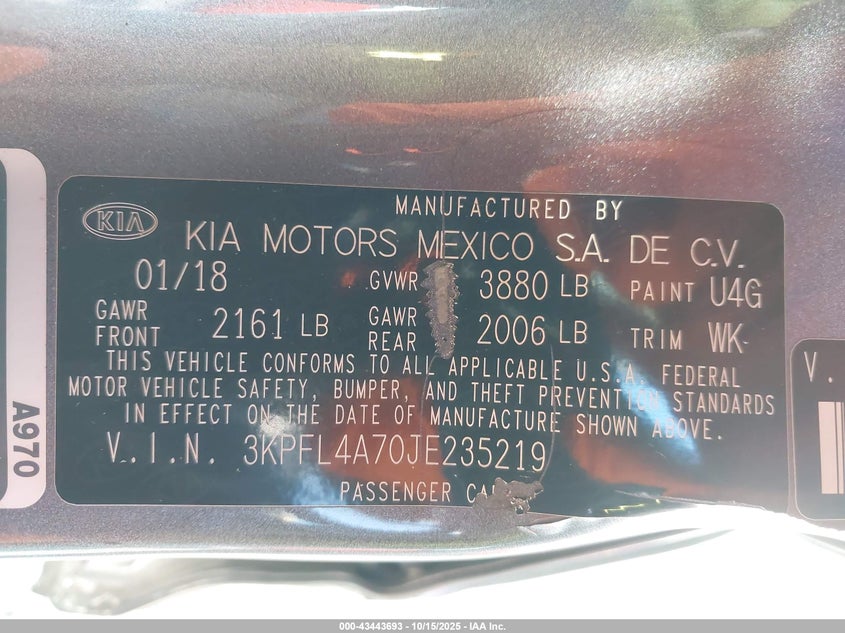 MANUFACTURED BY
KIA KIA MOTORS MEXICO S.A. DE C.V.
01/18 GVWR 3880 LB PAINT U4G
GAWR FRONT 2161 LB GAWR REAR 2006 LB TRIM WK
THIS VEHICLE CONFORMS TO ALL APPLICABLE U.S.A. FEDERAL
MOTOR VEHICLE SAFETY, BUMPER, AND THEFT PREVENTION STANDARDS
IN EFFECT ON THE DATE OF MANUFACTURE SHOWN ABOVE.
V.I.N. 3KPFL4A70JE235219
PASSENGER
A970
V.
000-43443693 - 10/15/2025 - IAA Inc.